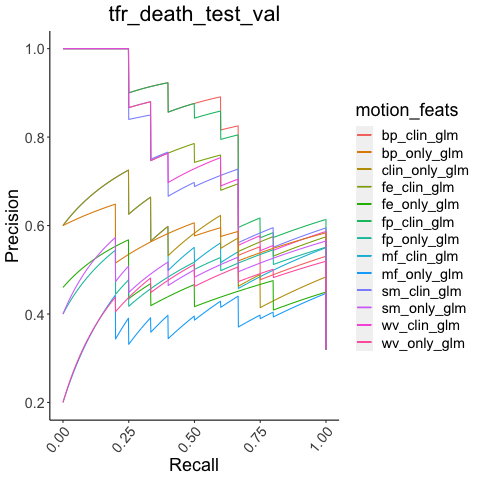 tfr_death_test_val
Precision
1.0
0.8
0.6
0.4
0.2
0.00
0.25
0.50
0.75
1.00
Recall
motion_feats
bp_clin_glm
bp_only_glm
clin_only_glm
fe_clin_glm
fe_only_glm
fp_clin_glm
fp_only_glm
mf_clin_glm
mf_only_glm
sm_clin_glm
sm_only_glm
wv_clin_glm
wv_only_glm